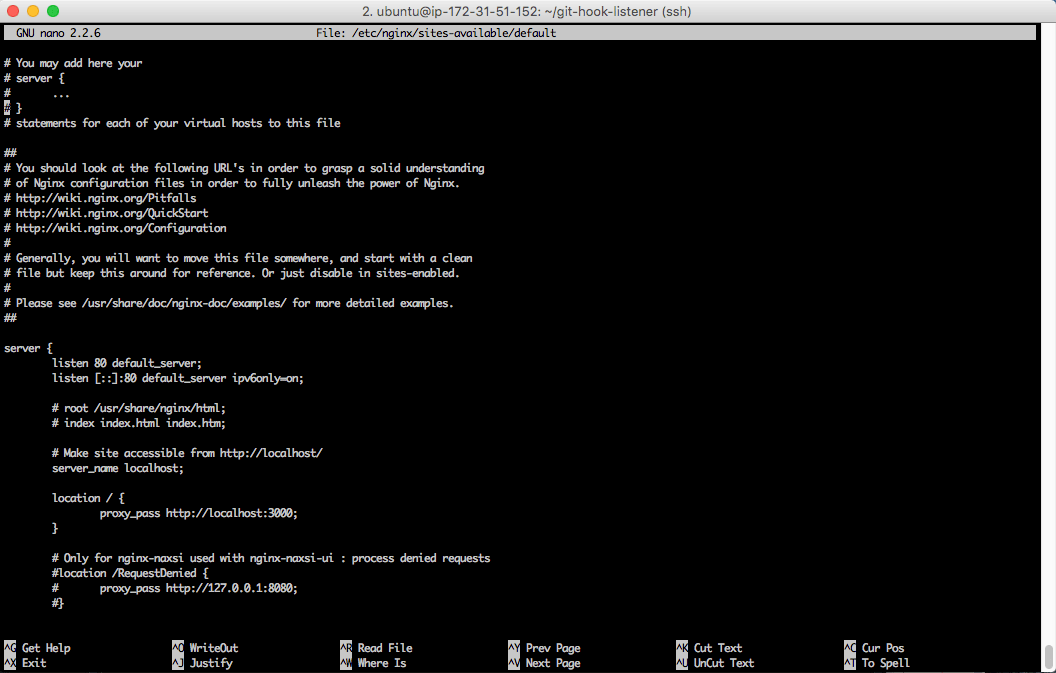 2. ubuntu@ip-172-31-51-152: ~/git-hook-listener (ssh)
GNU nano 2.2.6 File: /etc/nginx/sites-available/default
# You may add here your
# server {
# ...
# }
# statements for each of your virtual hosts to this file
##
# You should look at the following URL's in order to grasp a solid understanding
# of Nginx configuration files in order to fully unleash the power of Nginx.
# http://wiki.nginx.org/Pitfalls
# http://wiki.nginx.org/QuickStart
# http://wiki.nginx.org/Configuration
#
# Generally, you will want to move this file somewhere, and start with a clean
# file but keep this around for reference. Or just disable in sites-enabled.
#
# Please see /usr/share/doc/nginx-doc/examples/ for more detailed examples.
##
server {
listen 80 default_server;
listen [::]:80 default_server ipv6only=on;
# root /usr/share/nginx/html;
# index index.html index.htm;
# Make site accessible from http://localhost/
server_name localhost;
location / {
proxy_pass http://localhost:3000;
}
# Only for nginx-naxsi used with nginx-naxsi-ui : process denied requests
#location /RequestDenied {
# proxy_pass http://127.0.0.1:8080;
#}
^G Get Help ^O WriteOut ^R Read File ^Y Prev Page ^K Cut Text ^C Cur Pos
^X Exit ^J Justify ^W Where Is ^V Next Page ^U UnCut Text ^T To Spell